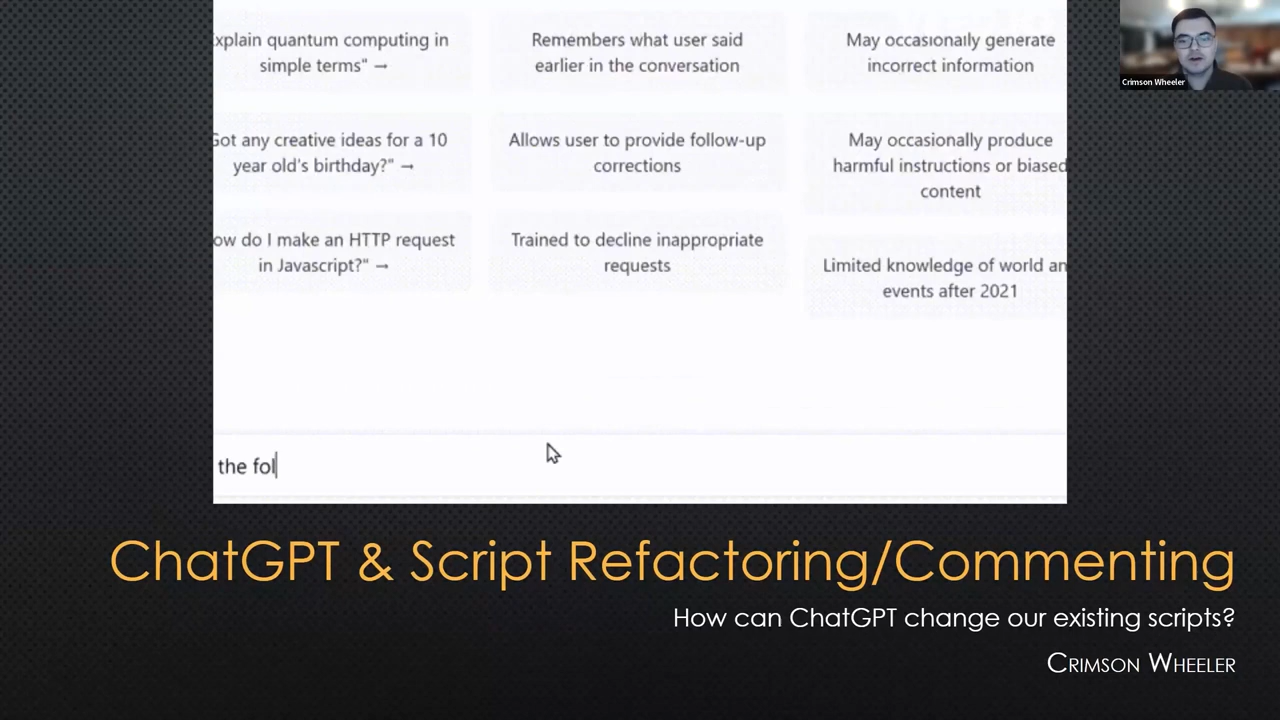 xplain quantum computing in
simple terms" →
Got any creative ideas for a 10
year old's birthday?" →
ow do I make an HTTP request
in Javascript?" →
Remembers what user said
earlier in the conversation
Allows user to provide follow-up
corrections
Trained to decline inappropriate
requests
May occasionally generate
incorrect information
May occasionally produce
harmful instructions or biased
content
Limited knowledge of world an
events after 2021
the fol
Crimson Wheeler
ChatGPT & Script Refactoring/Commenting
How can ChatGPT change our existing scripts?
Crimson Wheeler